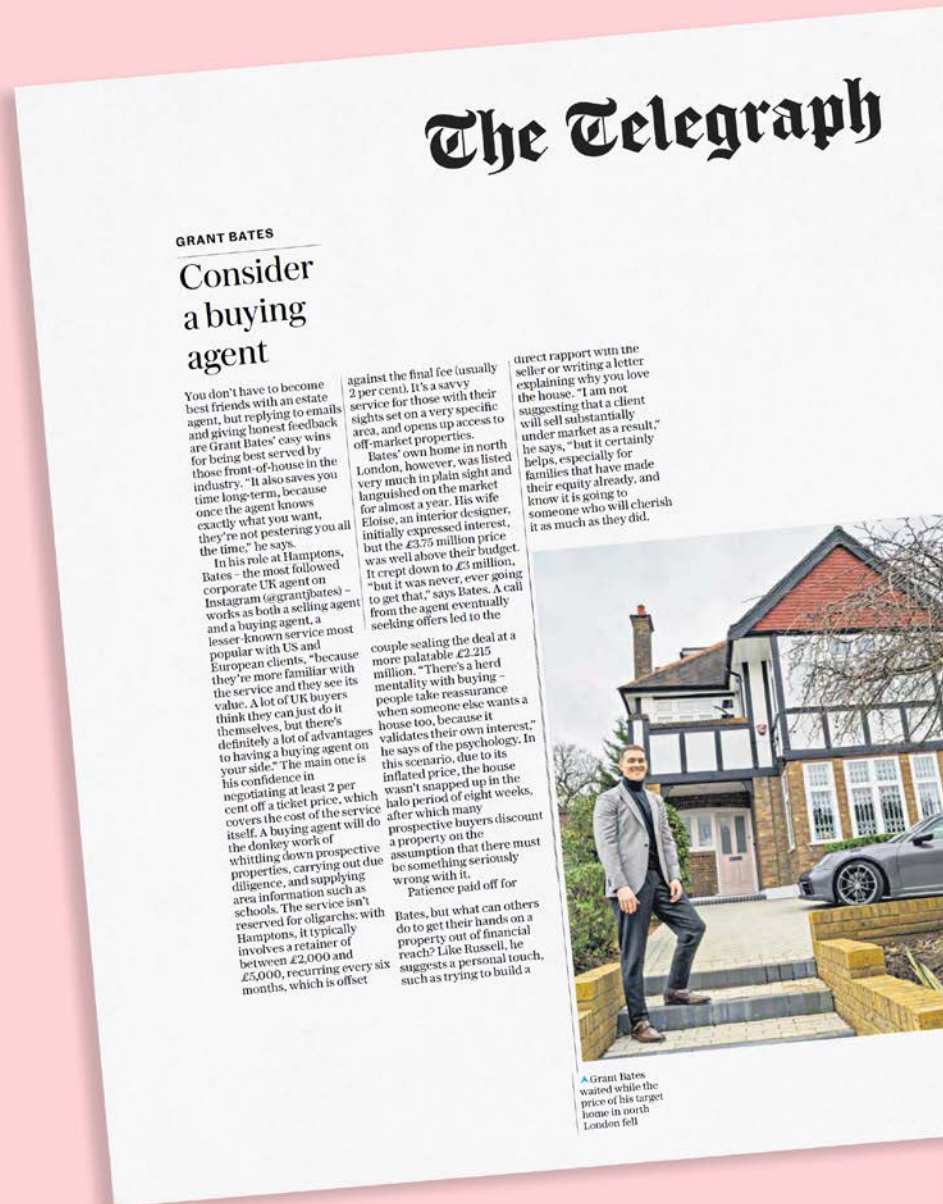 The Telegraph
GRANT BATES
Consider
a buying
agent
You don't have to become
best friends with an estate
agent, but replying to emails
and giving honest feedback
are Grant Bates' easy wins
for being best served by
those front-of-house in the
industry. "It also saves you
time long-term, because
once the agent knows
exactly what you want,
they're not pestering you all
the time," he says.
In his role at Hamptons,
Bates – the most followed
corporate UK agent on
Instagram (@grantjbates) –
works as both a selling agent
and a buying agent, a
lesser-known service most
popular with US and
European clients, "because
they're more familiar with
the service and they see its
value. A lot of UK buyers
think they can just do it
themselves, but there's
definitely a lot of advantages
to having a buying agent on
your side." The main one is
his confidence in
negotiating at least 2 per
cent off a ticket price, which
covers the cost of the service
itself. A buying agent will do
the donkey work of
whittling down prospective
properties, carrying out due
diligence, and supplying
area information such as
schools. The service isn't
reserved for oligarchs: with
Hamptons, it typically
involves a retainer of
between £2,000 and
£5,000, recurring every six
months, which is offset
against the final fee (usually
2 per cent). It's a savvy
service for those with their
sights set on a very specific
area, and opens up access to
off-market properties.
Bates' own home in north
London, however, was listed
very much in plain sight and
languished on the market
for almost a year. His wife
Eloise, an interior designer,
initially expressed interest,
but the £3.75 million price
was well above their budget.
It crept down to £3 million,
"but it was never, ever going
to get that," says Bates. A call
from the agent eventually
seeking offers led to the
couple sealing the deal at a
more palatable £2.215
million. "There's a herd
mentality with buying –
people take reassurance
when someone else wants a
house too, because it
validates their own interest,"
he says of the psychology. In
this scenario, due to its
inflated price, the house
wasn't snapped up in the
halo period of eight weeks,
after which many
prospective buyers discount
a property on the
assumption that there must
be something seriously
wrong with it.
Patience paid off for
Bates, but what can others
do to get their hands on a
property out of financial
reach? Like Russell, he
suggests a personal touch,
such as trying to build a
direct rapport with the
seller or writing a letter
explaining why you love
the house. "I am not
suggesting that a client
will sell substantially
under market as a result,"
he says, "but it certainly
helps, especially for
families that have made
their equity already, and
know it is going to
someone who will cherish
it as much as they did.
Grant Bates
waited while the
price of his target
home in north
London fell